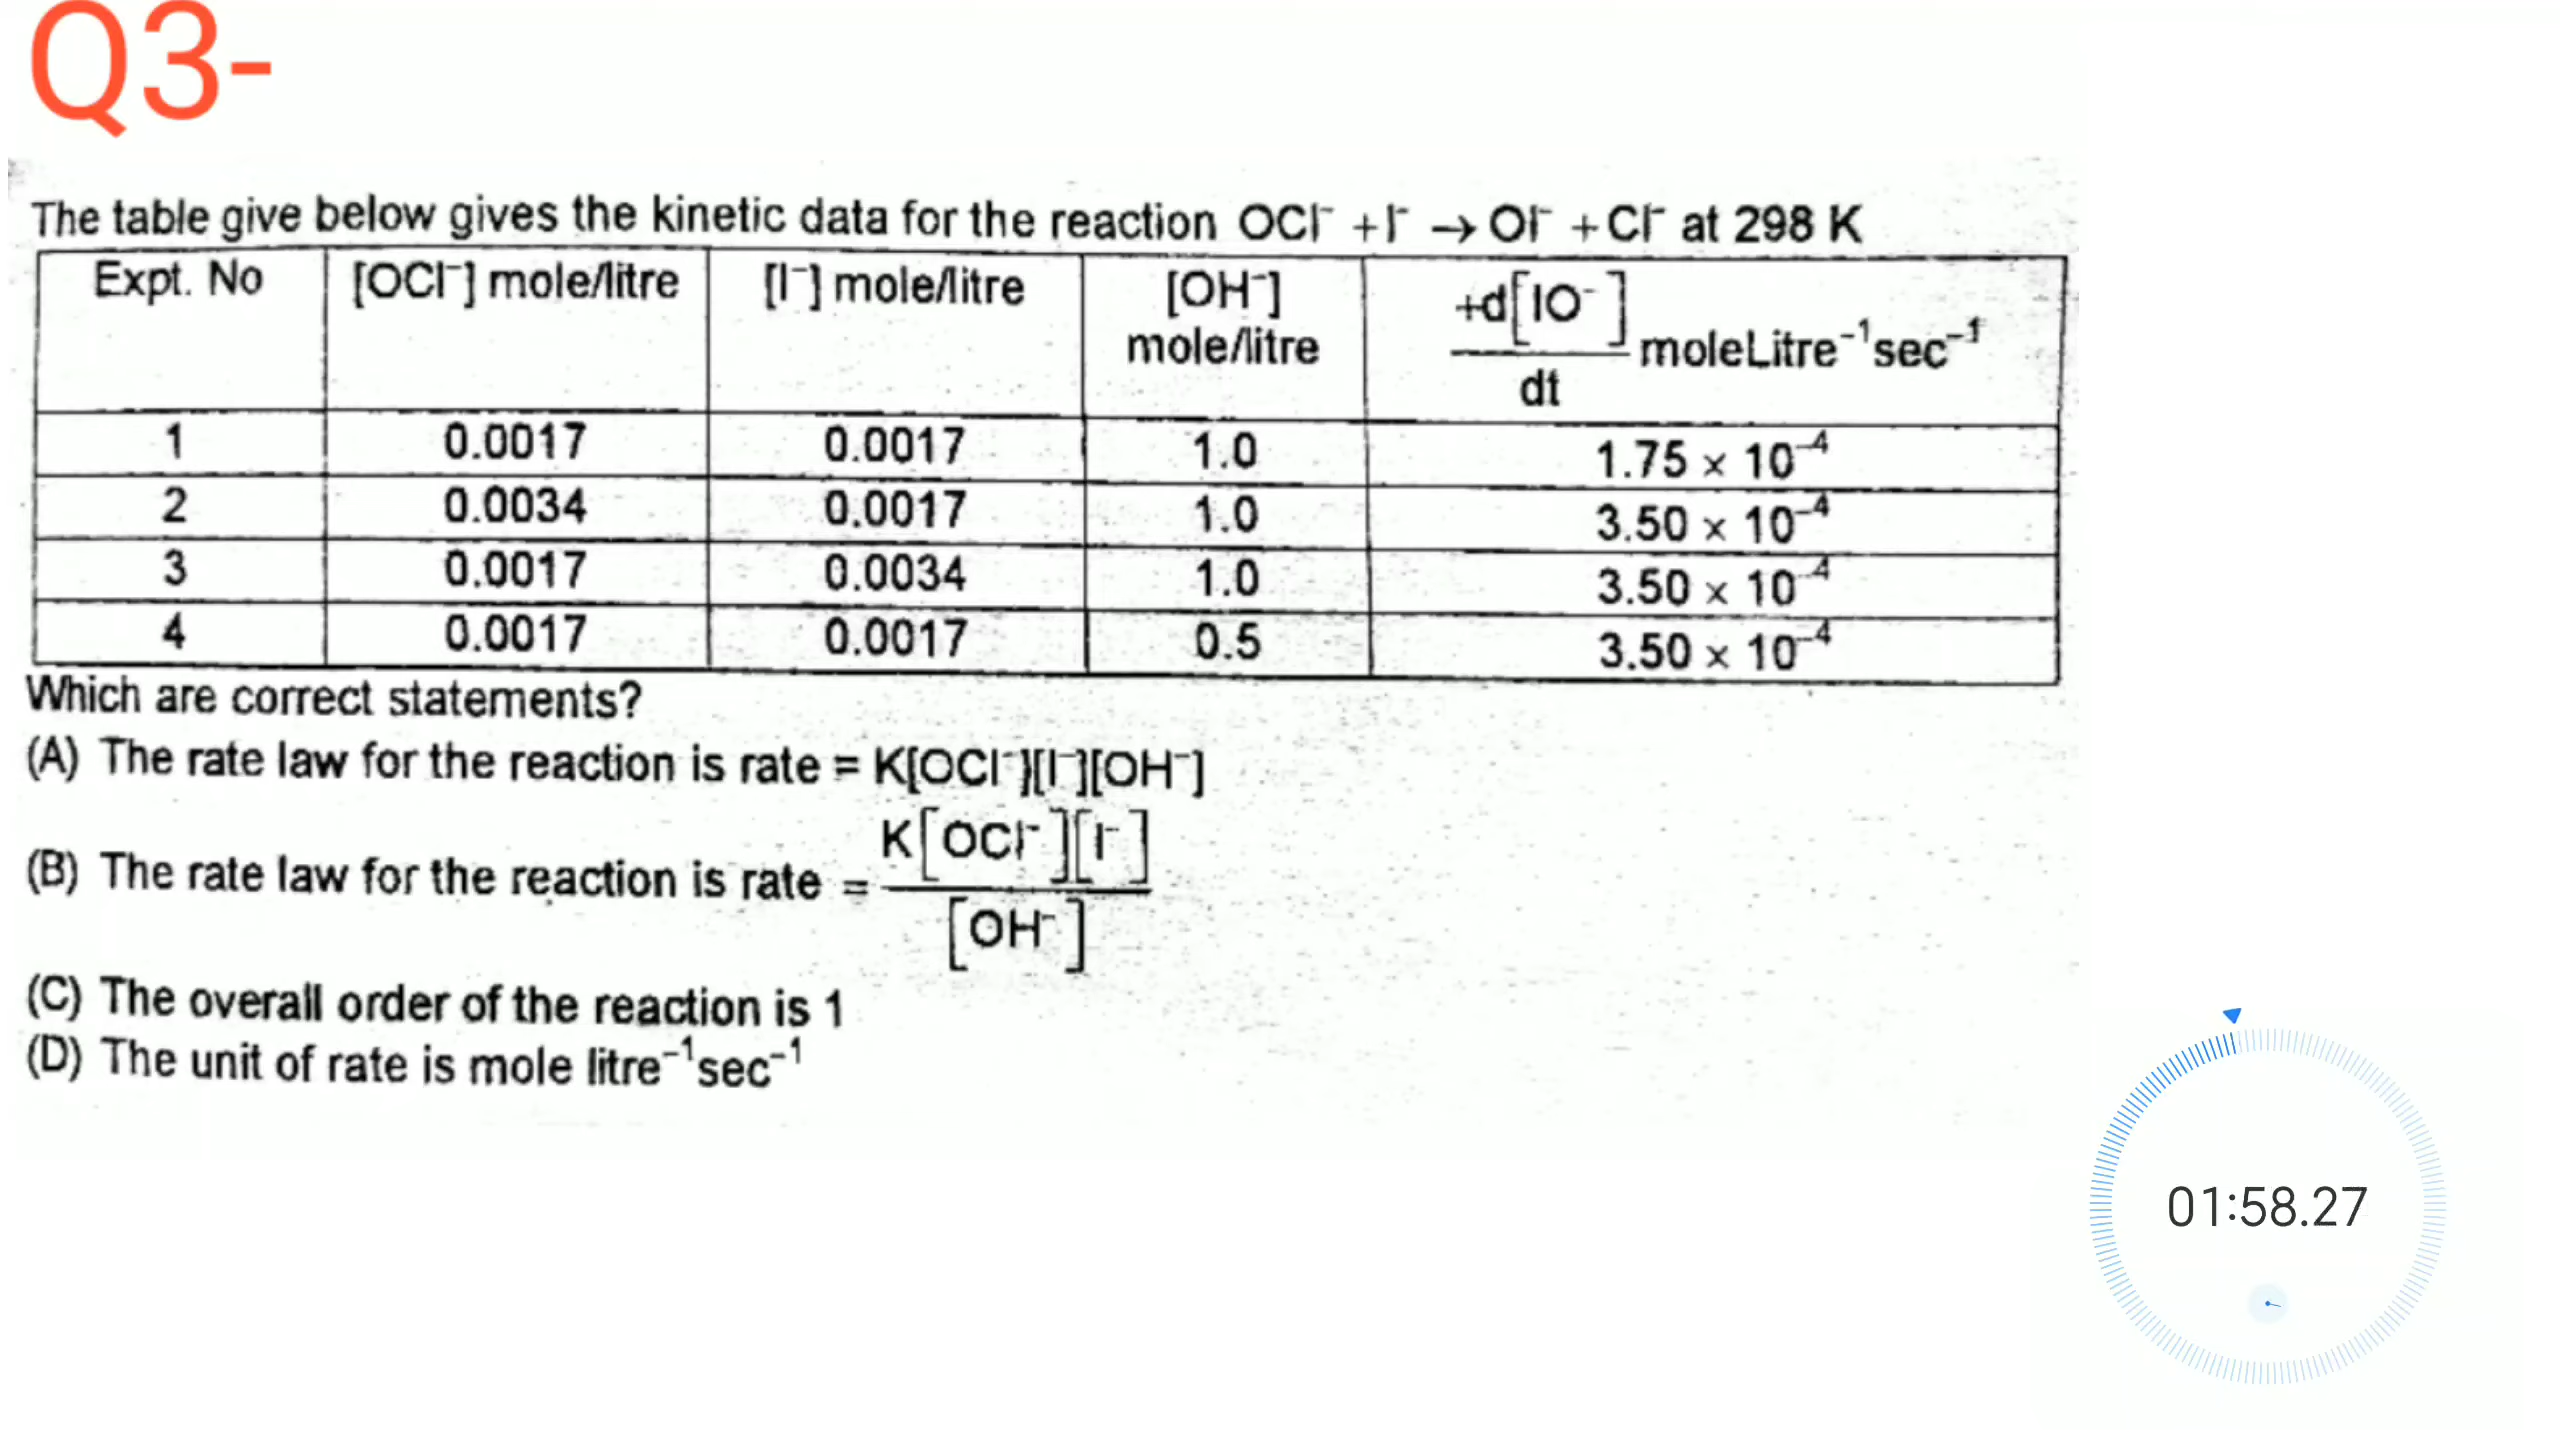 Q3-
The table give below gives the kinetic data for the reaction OCl⁻ + I⁻ → OI⁻ + Cl⁻ at 298 K
Expt. No [OCl⁻] mole/litre [I⁻] mole/litre [OH⁻] mole/litre +d[IO⁻]/dt moleLitre⁻¹sec⁻¹
1 0.0017 0.0017 1.0 1.75 × 10⁻⁴
2 0.0034 0.0017 1.0 3.50 × 10⁻⁴
3 0.0017 0.0034 1.0 3.50 × 10⁻⁴
4 0.0017 0.0017 0.5 3.50 × 10⁻⁴
Which are correct statements?
(A) The rate law for the reaction is rate = K[OCl⁻][I⁻][OH⁻]
(B) The rate law for the reaction is rate = K[OCl⁻][I⁻]/[OH⁻]
(C) The overall order of the reaction is 1
(D) The unit of rate is mole litre⁻¹sec⁻¹
01:58.27